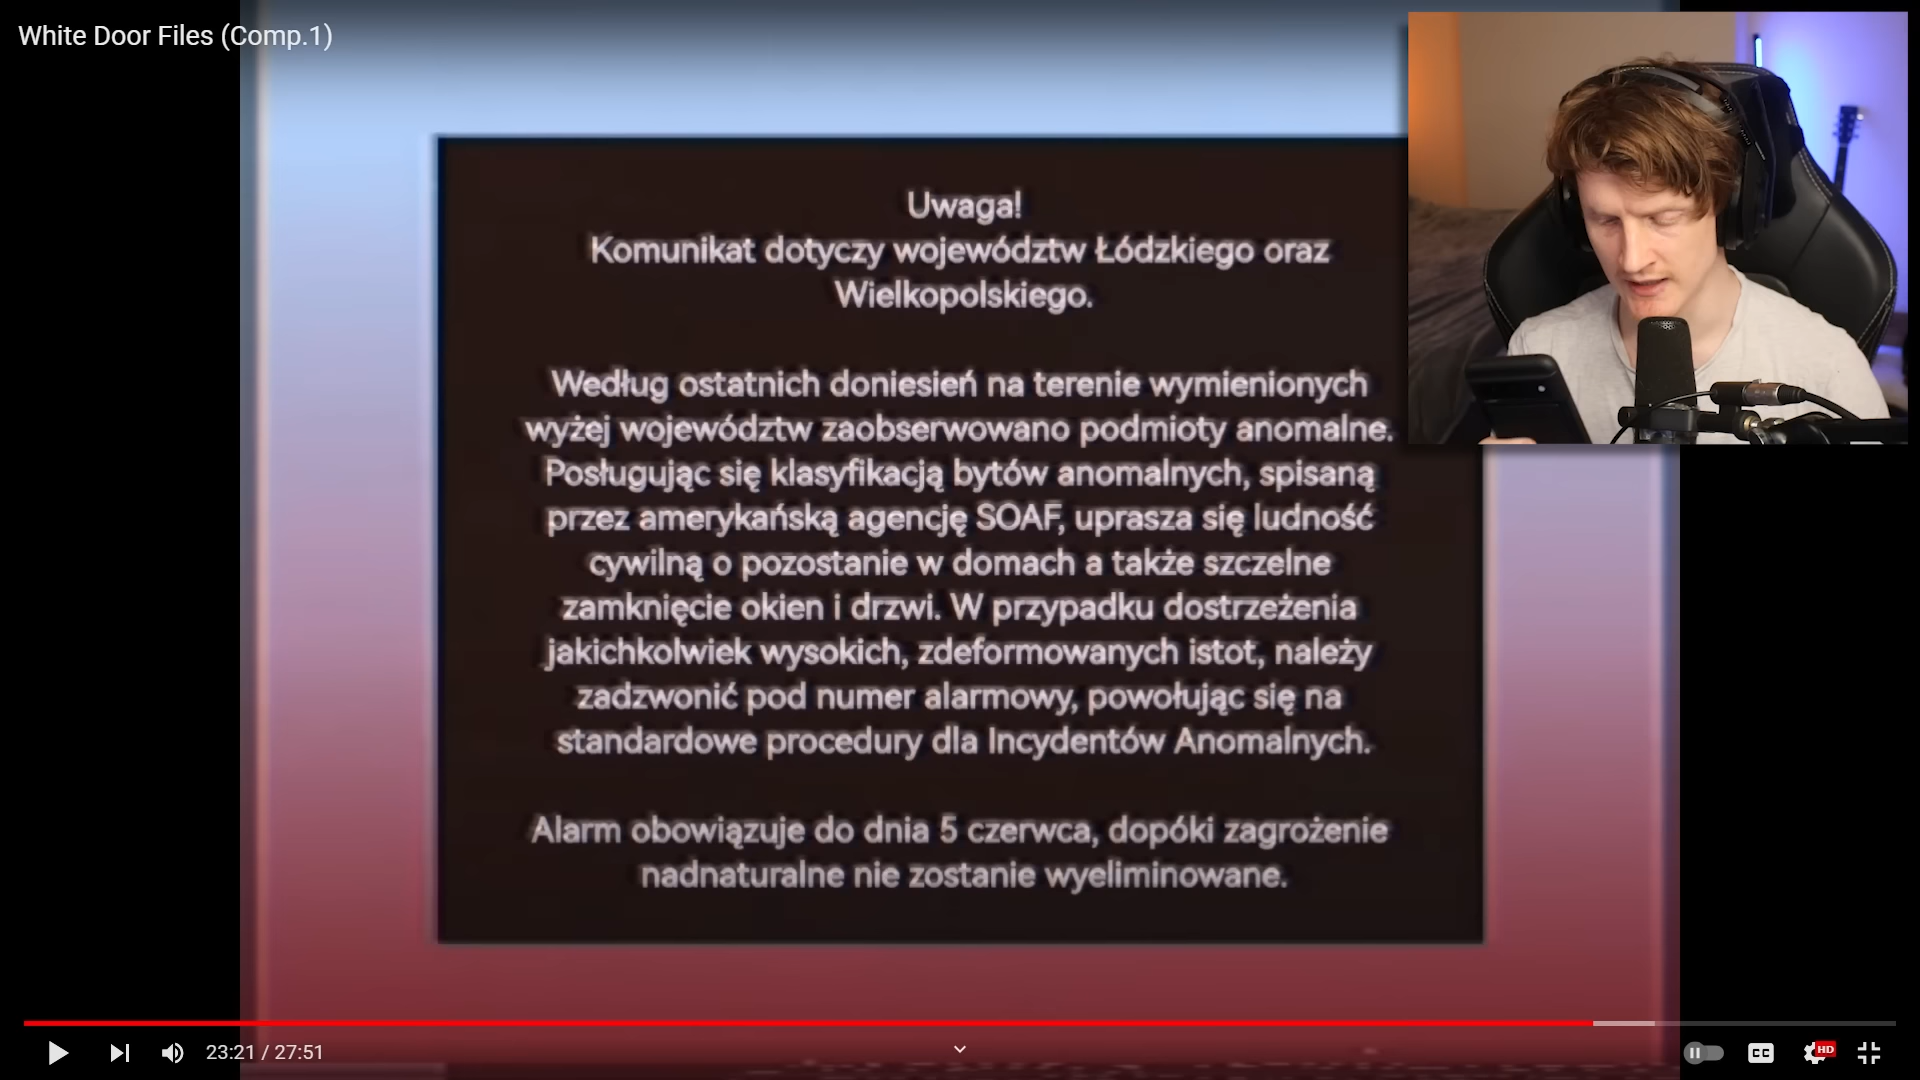 White Door Files (Comp.1)
Uwaga!
Komunikat dotyczy województw Łódzkiego oraz
Wielkopolskiego.
Według ostatnich doniesień na terenie wymienionych
wyżej województw zaobserwowano podmioty anomalne.
Posługując się klasyfikacją bytów anomalnych, spisaną
przez amerykańską agencję SOAF, uprasza się ludność
cywilną o pozostanie w domach a także szczelne
zamknięcie okien i drzwi. W przypadku dostrzeżenia
jakichkolwiek wysokich, zdeformowanych istot, należy
zadzwonić pod numer alarmowy, powołując się na
standardowe procedury dla Incydentów Anomalnych.
Alarm obowiązuje do dnia 5 czerwca, dopóki zagrożenie
nadnaturalne nie zostanie wyeliminowane.
23:21 / 27:51
CC
HD